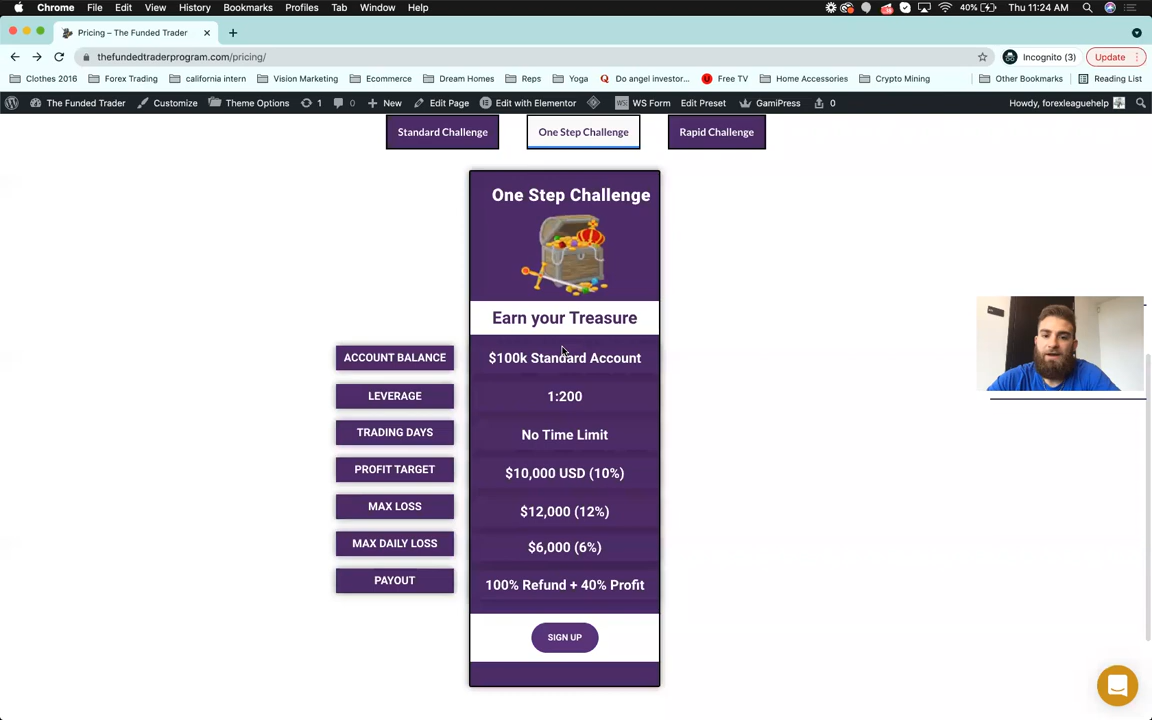 Chrome File Edit View History Bookmarks Profiles Tab Window Help 40% Thu 11:24 AM
Pricing – The Funded Trader
thefundedtraderprogram.com/pricing/ Incognito (3) Update
Clothes 2016 Forex Trading california intern Vision Marketing Ecommerce Dream Homes Reps Yoga Do angel investor... Free TV Home Accessories Crypto Mining Other Bookmarks Reading List
The Funded Trader Customize Theme Options 1 0 New Edit Page Edit with Elementor WS Form Edit Preset GamiPress 0 Howdy, forexleaguehelp
Standard Challenge One Step Challenge Rapid Challenge
One Step Challenge
Earn your Treasure
ACCOUNT BALANCE $100k Standard Account
LEVERAGE 1:200
TRADING DAYS No Time Limit
PROFIT TARGET $10,000 USD (10%)
MAX LOSS $12,000 (12%)
MAX DAILY LOSS $6,000 (6%)
PAYOUT 100% Refund + 40% Profit
SIGN UP